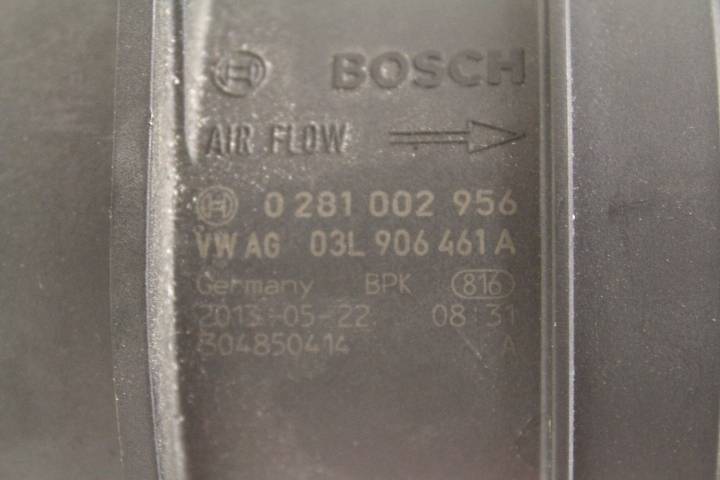 BOSCH
AIR FLOW
0 281 002 956
VW AG 03L 906 461 A
Germany BPK 816
2013-05-22 08:31
304850414 A